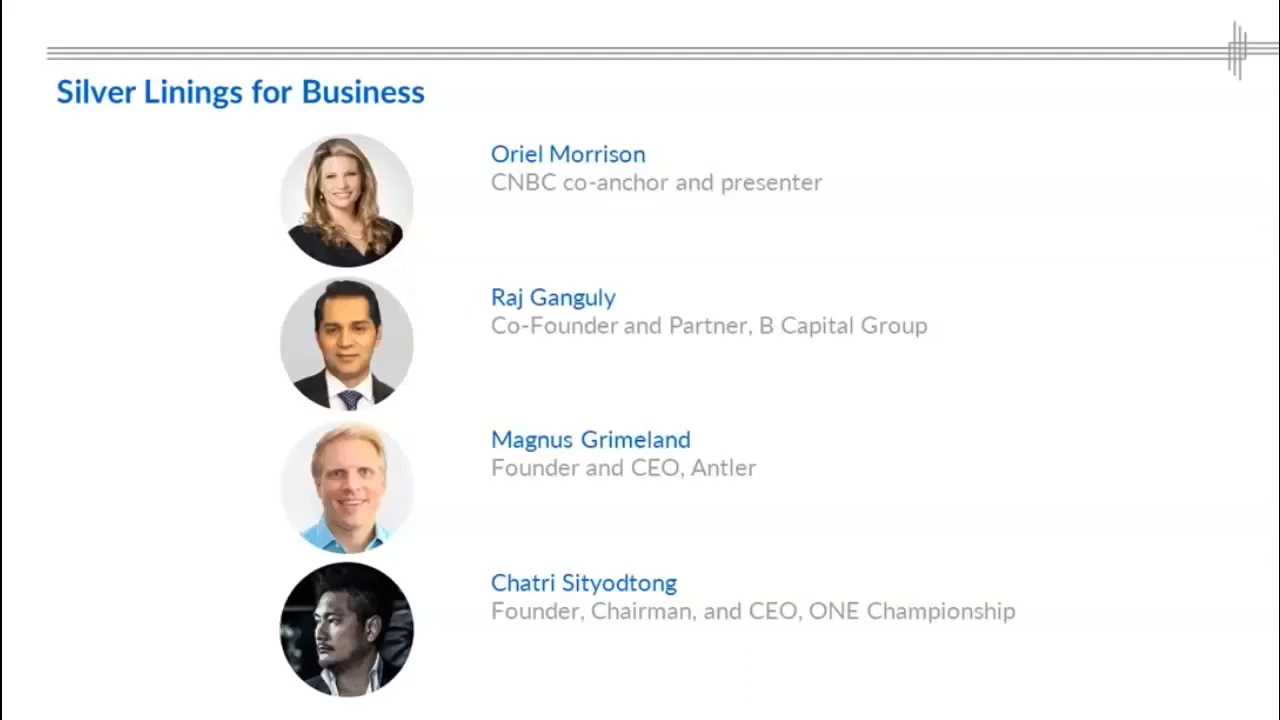 Silver Linings for Business
Oriel Morrison
CNBC co-anchor and presenter
Raj Ganguly
Co-Founder and Partner, B Capital Group
Magnus Grimeland
Founder and CEO, Antler
Chatri Sityodtong
Founder, Chairman, and CEO, ONE Championship